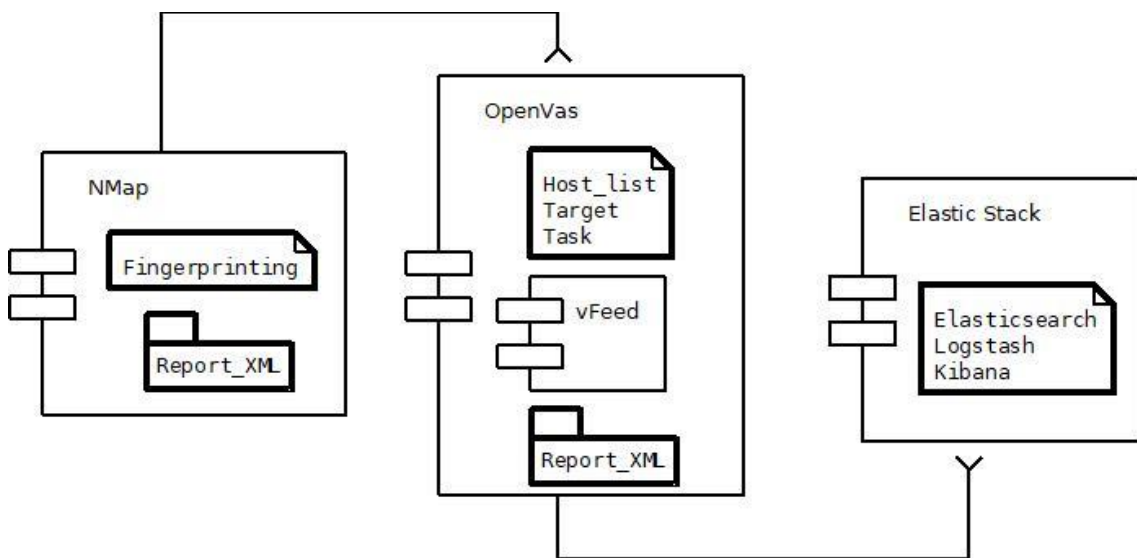 NMap
Fingerprinting
Report_XML
OpenVas
Host_list
Target
Task
vFeed
Report_XML
Elastic Stack
Elasticsearch
Logstash
Kibana